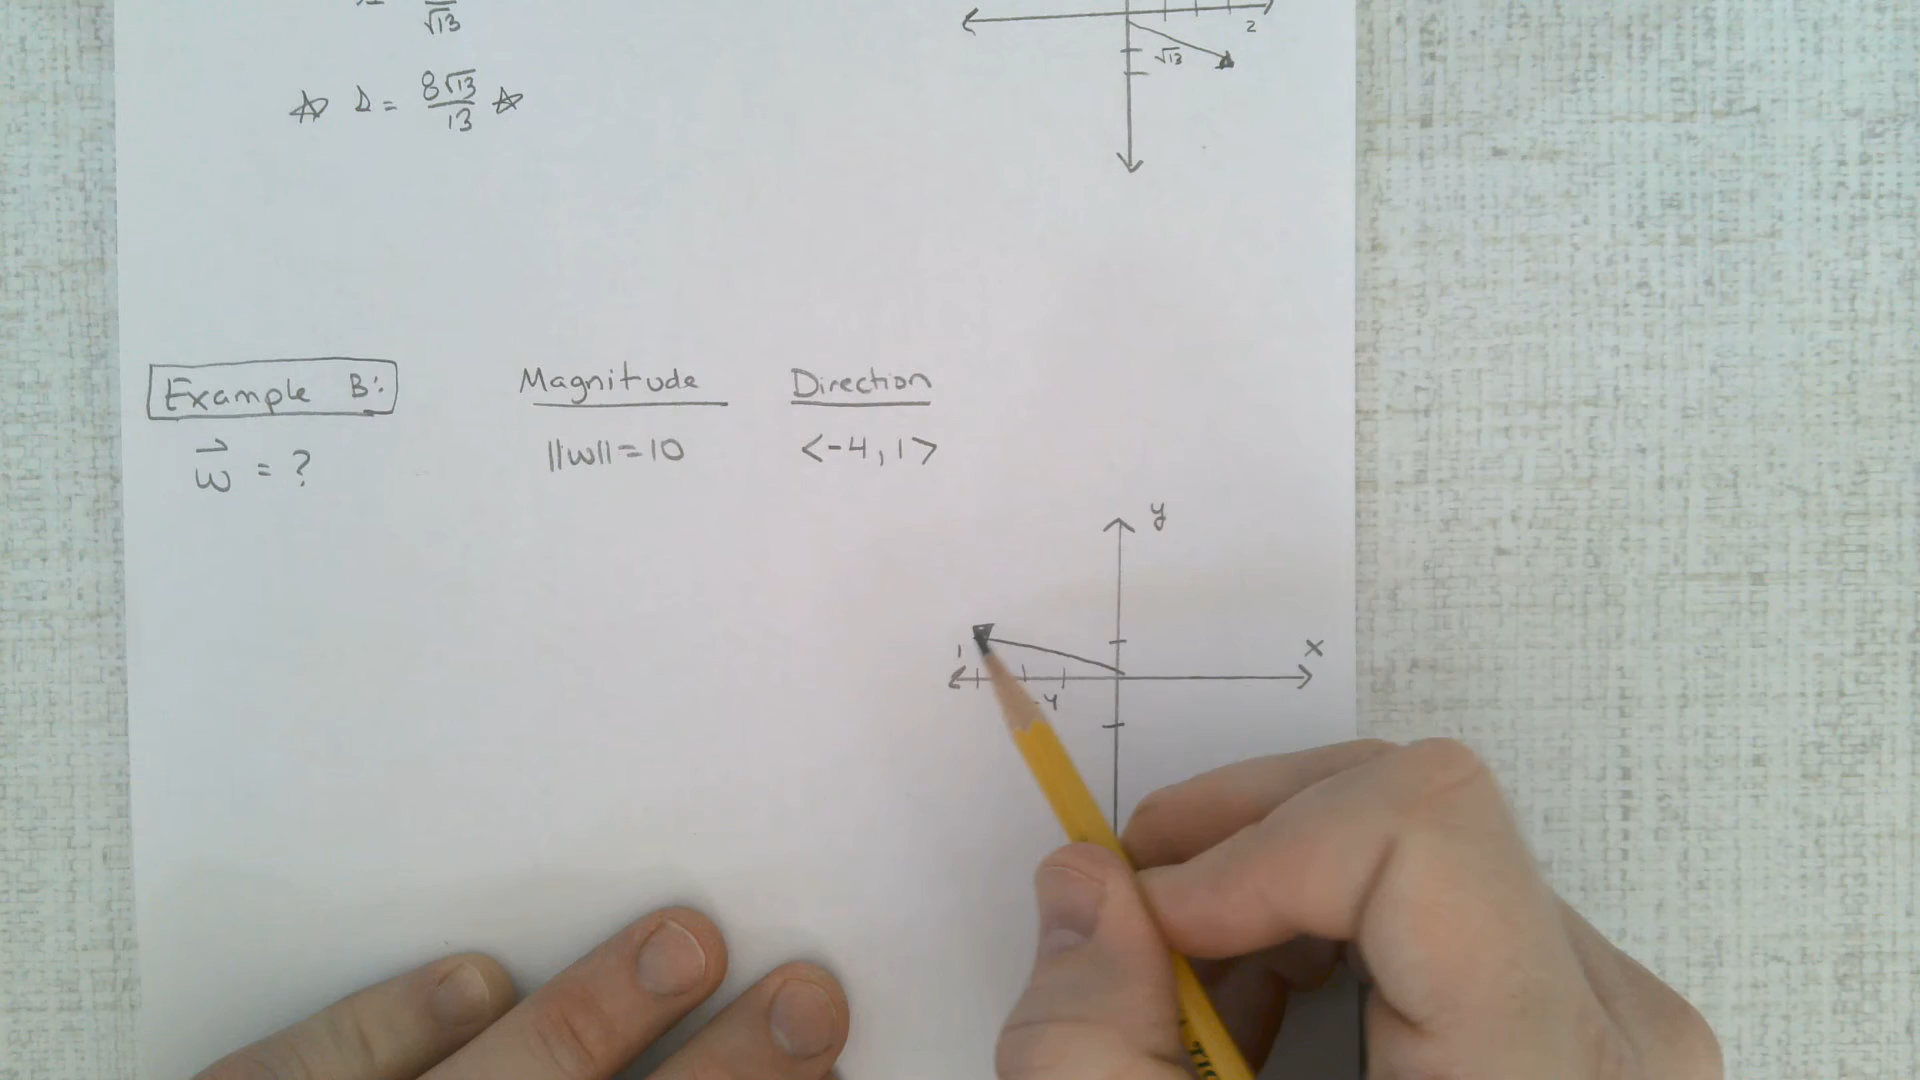 √13
2
√13
☆ Δ = 8√13/13 ☆
Example B:
Magnitude
Direction
w⃗ = ?
||w|| = 10
<-4, 1>
y
1
x
-4